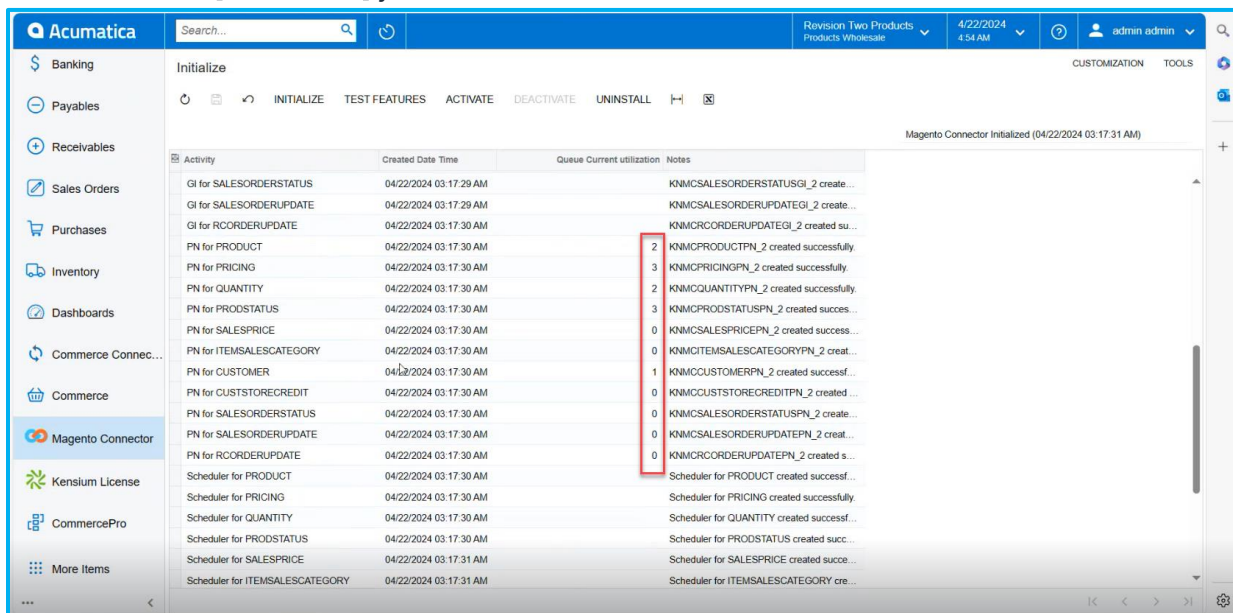 Acumatica
Search...
Revision Two Products
Products Wholesale
4/22/2024
4:54 AM
admin admin
Banking
Payables
Receivables
Sales Orders
Purchases
Inventory
Dashboards
Commerce Connec...
Commerce
Magento Connector
Kensium License
CommercePro
More Items
Initialize
CUSTOMIZATION TOOLS
INITIALIZE TEST FEATURES ACTIVATE DEACTIVATE UNINSTALL
Magento Connector Initialized (04/22/2024 03:17:31 AM)
Activity Created Date Time Queue Current utilization Notes
GI for SALESORDERSTATUS 04/22/2024 03:17:29 AM KNMCSALESORDERSTATUSGI_2 create...
GI for SALESORDERUPDATE 04/22/2024 03:17:29 AM KNMCSALESORDERUPDATEGI_2 create...
GI for RCORDERUPDATE 04/22/2024 03:17:30 AM KNMCRCORDERUPDATEGI_2 created su...
PN for PRODUCT 04/22/2024 03:17:30 AM 2 KNMCPRODUCTPN_2 created successfully.
PN for PRICING 04/22/2024 03:17:30 AM 3 KNMCPRICINGPN_2 created successfully.
PN for QUANTITY 04/22/2024 03:17:30 AM 2 KNMCQUANTITYPN_2 created successfully.
PN for PRODSTATUS 04/22/2024 03:17:30 AM 3 KNMCPRODSTATUSPN_2 created succes...
PN for SALESPRICE 04/22/2024 03:17:30 AM 0 KNMCSALESPRICEPN_2 created success...
PN for ITEMSALESCATEGORY 04/22/2024 03:17:30 AM 0 KNMCITEMSALESCATEGORYPN_2 creat...
PN for CUSTOMER 04/22/2024 03:17:30 AM 1 KNMCCUSTOMERPN_2 created successf...
PN for CUSTSTORECREDIT 04/22/2024 03:17:30 AM 0 KNMCCUSTSTORECREDITPN_2 created ...
PN for SALESORDERSTATUS 04/22/2024 03:17:30 AM 0 KNMCSALESORDERSTATUSPN_2 create...
PN for SALESORDERUPDATE 04/22/2024 03:17:30 AM 0 KNMCSALESORDERUPDATEPN_2 creat...
PN for RCORDERUPDATE 04/22/2024 03:17:30 AM 0 KNMCRCORDERUPDATEPN_2 created s...
Scheduler for PRODUCT 04/22/2024 03:17:30 AM Scheduler for PRODUCT created successf...
Scheduler for PRICING 04/22/2024 03:17:30 AM Scheduler for PRICING created successfully.
Scheduler for QUANTITY 04/22/2024 03:17:30 AM Scheduler for QUANTITY created successf...
Scheduler for PRODSTATUS 04/22/2024 03:17:30 AM Scheduler for PRODSTATUS created succ...
Scheduler for SALESPRICE 04/22/2024 03:17:31 AM Scheduler for SALESPRICE created succe...
Scheduler for ITEMSALESCATEGORY 04/22/2024 03:17:31 AM Scheduler for ITEMSALESCATEGORY cre...